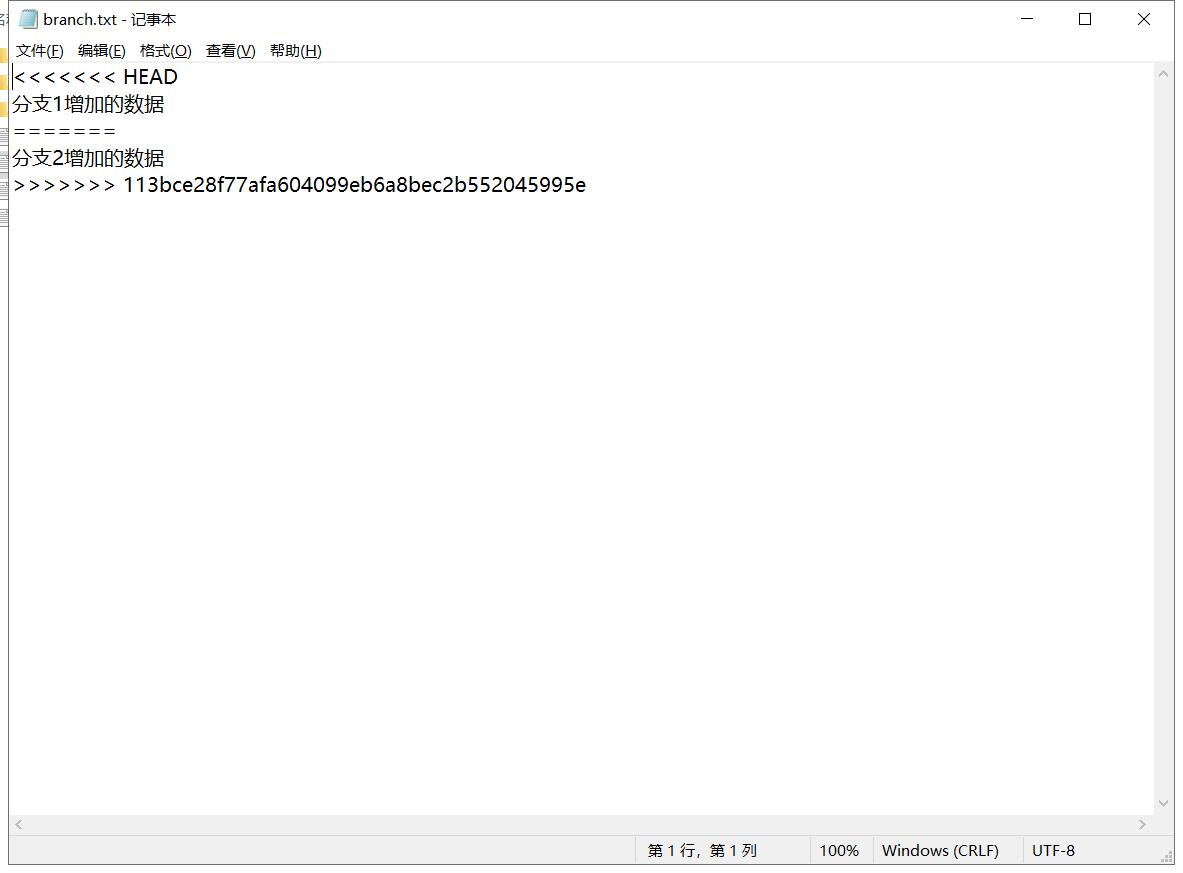 branch.txt - 记事本
文件(F) 编辑(E) 格式(O) 查看(V) 帮助(H)
<<<<<<< HEAD
分支1增加的数据
=======
分支2增加的数据
>>>>>>> 113bce28f77afa604099eb6a8bec2b552045995e
第 1 行，第 1 列 100% Windows (CRLF) UTF-8